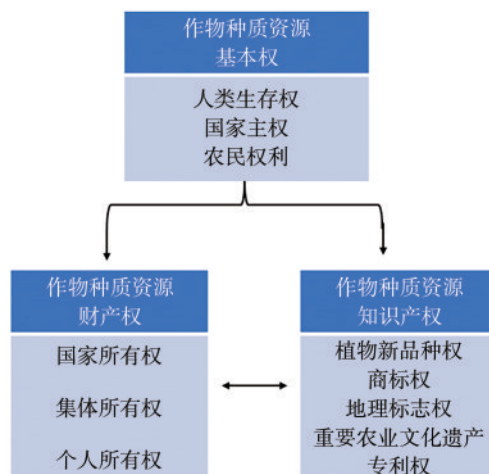 作物种质资源
基本权
人类生存权
国家主权
农民权利
作物种质资源
财产权
国家所有权
集体所有权
个人所有权
作物种质资源
知识产权
植物新品种权
商标权
地理标志权
重要农业文化遗产
专利权